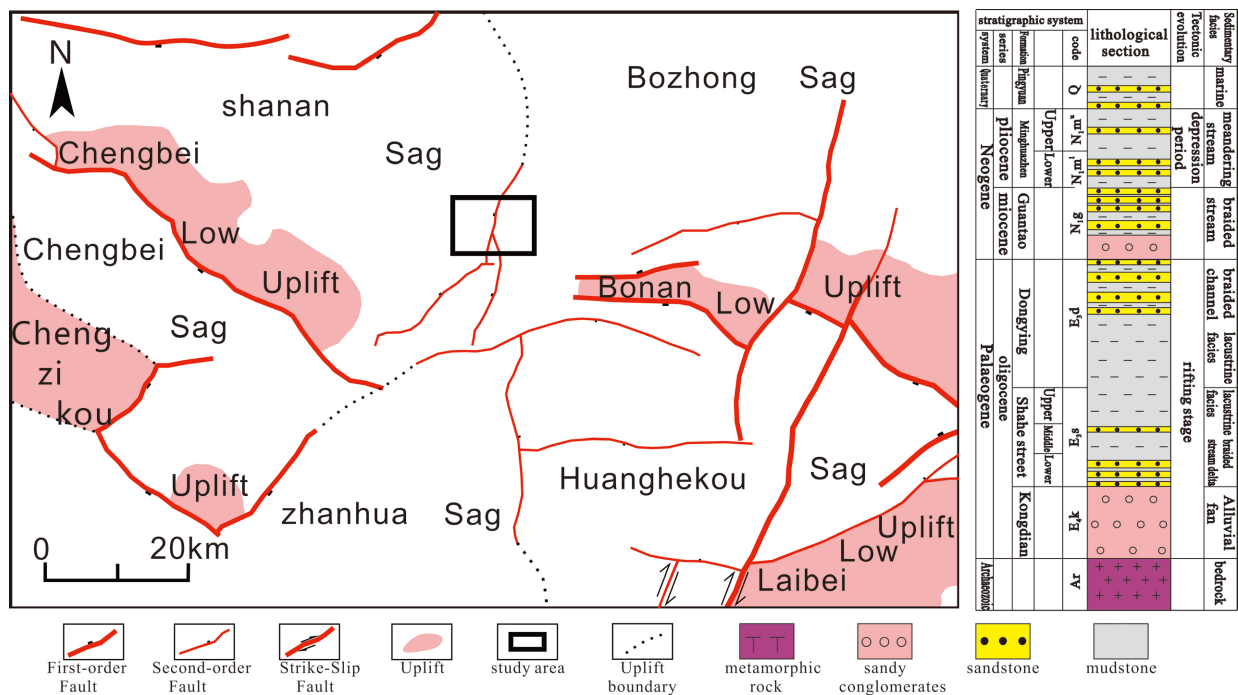 N
shanan
Sag
Bozhong Sag
Chengbei
Low
Uplift
Chengbei
Sag
Cheng
zi
kou
Uplift
Bonan
Low
Uplift
Huanghekou
Sag
zhanhua
Sag
Uplift
Low
Laibei
0
20km
stratigraphic system
system
series
Formation
code
lithological
section
Tectonic
evolution
Sedimentary
facies
Quaternary
Pingyuan
Q
marine
Neogene
pliocene
Minghuazhen
Upper
Lower
meandering
stream
depression
period
miocene
Guantao
N₁g
braided
stream
Palaeogene
oligocene
Dongying
E₃d
braided
channel
lacustrine
facies
rifting stage
Shahe street
Upper
Middle
Lower
lacustrine
facies
braided
stream delta
Kongdian
Alluvial
fan
Archaeozoic
Ar
bedrock
First-order
Fault
Second-order
Fault
Strike-Slip
Fault
Uplift
study area
Uplift
boundary
metamorphic
rock
sandy
conglomerates
sandstone
mudstone